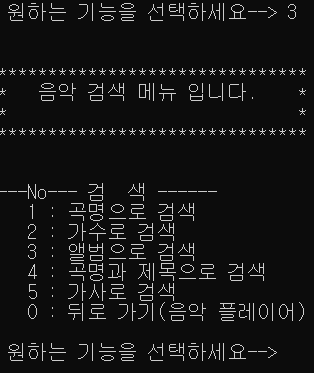 원하는 기능을 선택하세요--> 3
*******************************
*   음악 검색 메뉴 입니다.    *
*                             *
*******************************
---No--- 검  색 ------
1 : 곡명으로 검색
2 : 가수로 검색
3 : 앨범으로 검색
4 : 곡명과 제목으로 검색
5 : 가사로 검색
0 : 뒤로 가기(음악 플레이어)
원하는 기능을 선택하세요-->